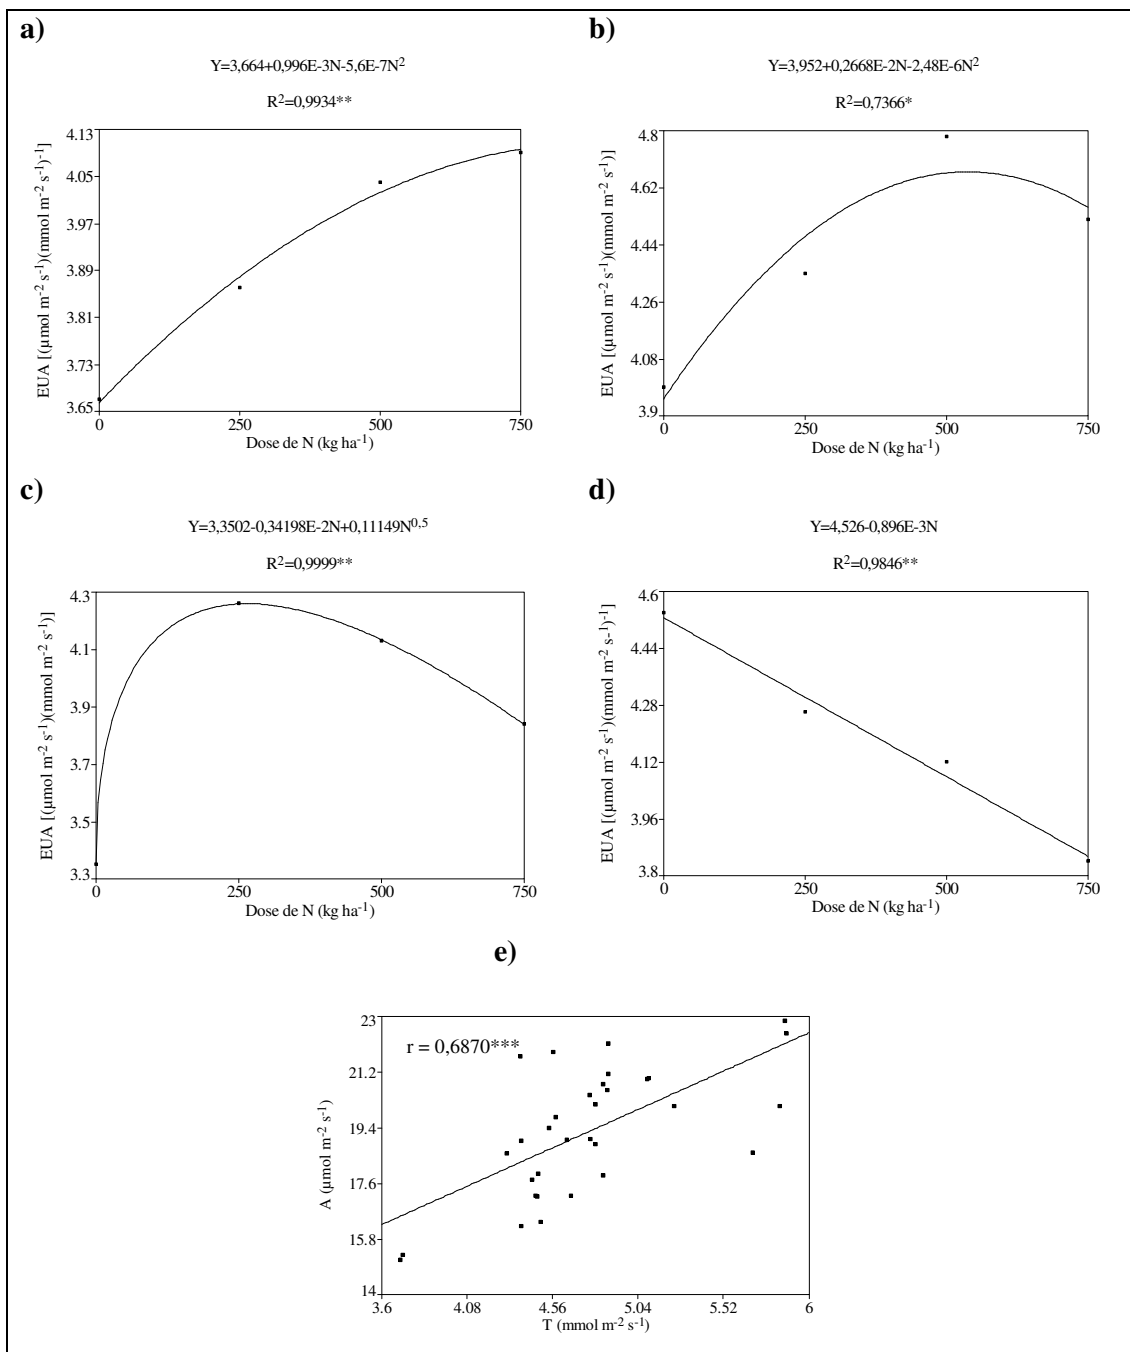 a)
Y=3,664+0,996E-3N-5,6E-7N²
R²=0,9934**
EUA [(µmol m⁻² s⁻¹)(mmol m⁻² s⁻¹)⁻¹]
4.13
4.05
3.97
3.89
3.81
3.73
3.65
0 250 500 750
Dose de N (kg ha⁻¹)
b)
Y=3,952+0,2668E-2N-2,48E-6N²
R²=0,7366*
EUA [(µmol m⁻² s⁻¹)(mmol m⁻² s⁻¹)]
4.8
4.62
4.44
4.26
4.08
3.9
0 250 500 750
Dose de N (kg ha⁻¹)
c)
Y=3,3502-0,34198E-2N+0,11149N⁰,⁵
R²=0,9999**
EUA [(µmol m⁻² s⁻¹)(mmol m⁻² s⁻¹)]
4.3
4.1
3.9
3.7
3.5
3.3
0 250 500 750
Dose de N (kg ha⁻¹)
d)
Y=4,526-0,896E-3N
R²=0,9846**
EUA [(µmol m⁻² s⁻¹)(mmol m⁻² s-¹)⁻¹]
4.6
4.44
4.28
4.12
3.96
3.8
0 250 500 750
Dose de N (kg ha⁻¹)
e)
r = 0,6870***
A (µmol m⁻² s⁻¹)
23
21.2
19.4
17.6
15.8
14
3.6 4.08 4.56 5.04 5.52 6
T (mmol m⁻² s⁻¹)